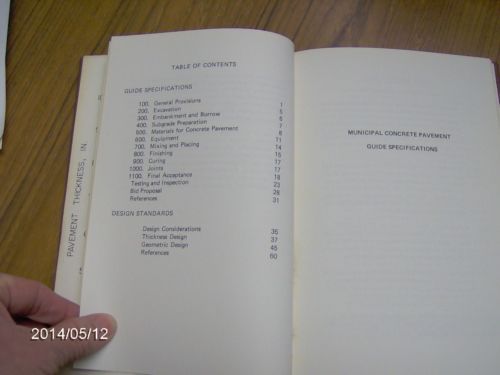 TABLE OF CONTENTS
GUIDE SPECIFICATIONS
100. General Provisions 1
200. Excavation 5
300. Embankment and Borrow 6
400. Subgrade Preparation 7
500. Materials for Concrete Pavement 8
600. Equipment 11
700. Mixing and Placing 14
800. Finishing 15
900. Curing 17
1000. Joints 17
1100. Final Acceptance 18
Testing and Inspection 23
Bid Proposal 28
References 31
DESIGN STANDARDS
Design Considerations 35
Thickness Design 37
Geometric Design 45
References 60
MUNICIPAL CONCRETE PAVEMENT
GUIDE SPECIFICATIONS
PAVEMENT THICKNESS, IN.
2014/05/12